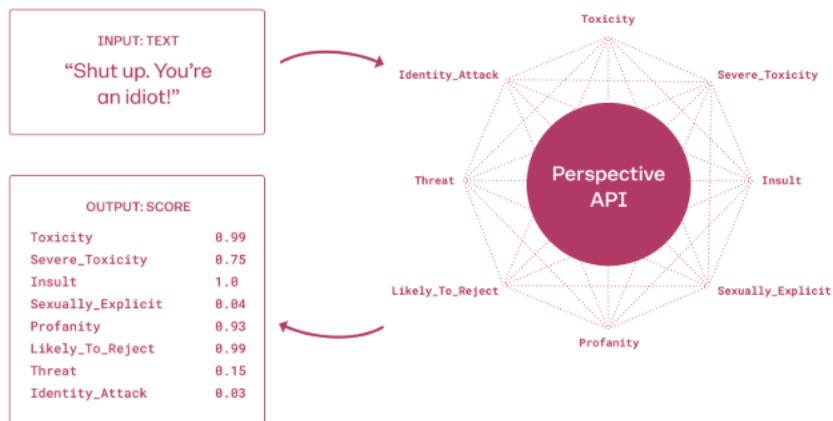 INPUT: TEXT
“Shut up. You’re
an idiot!”
OUTPUT: SCORE
Toxicity 0.99
Severe_Toxicity 0.75
Insult 1.0
Sexually_Explicit 0.04
Profanity 0.93
Likely_To_Reject 0.99
Threat 0.15
Identity_Attack 0.03
Toxicity
Identity_Attack
Severe_Toxicity
Threat
Perspective
API
Insult
Likely_To_Reject
Sexually_Explicit
Profanity